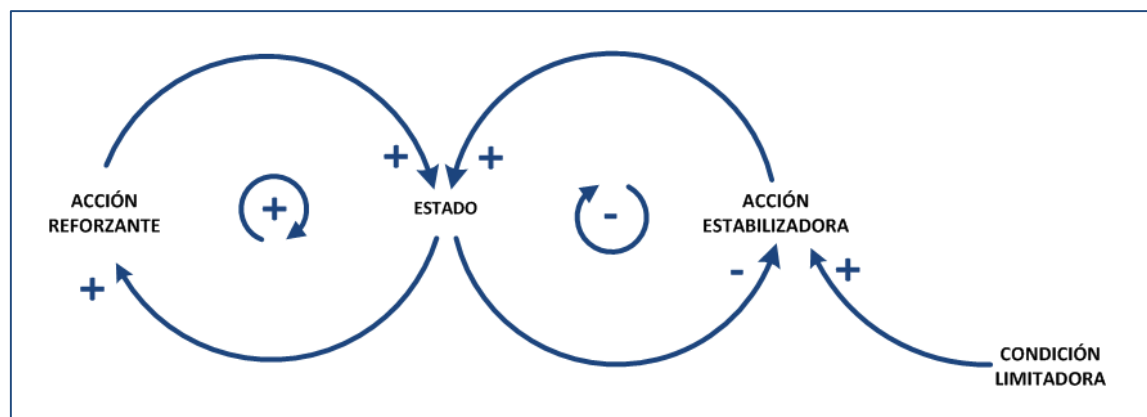 +
+
ACCIÓN
REFORZANTE
+
ESTADO
-
ACCIÓN
ESTABILIZADORA
+
-
+
CONDICIÓN
LIMITADORA